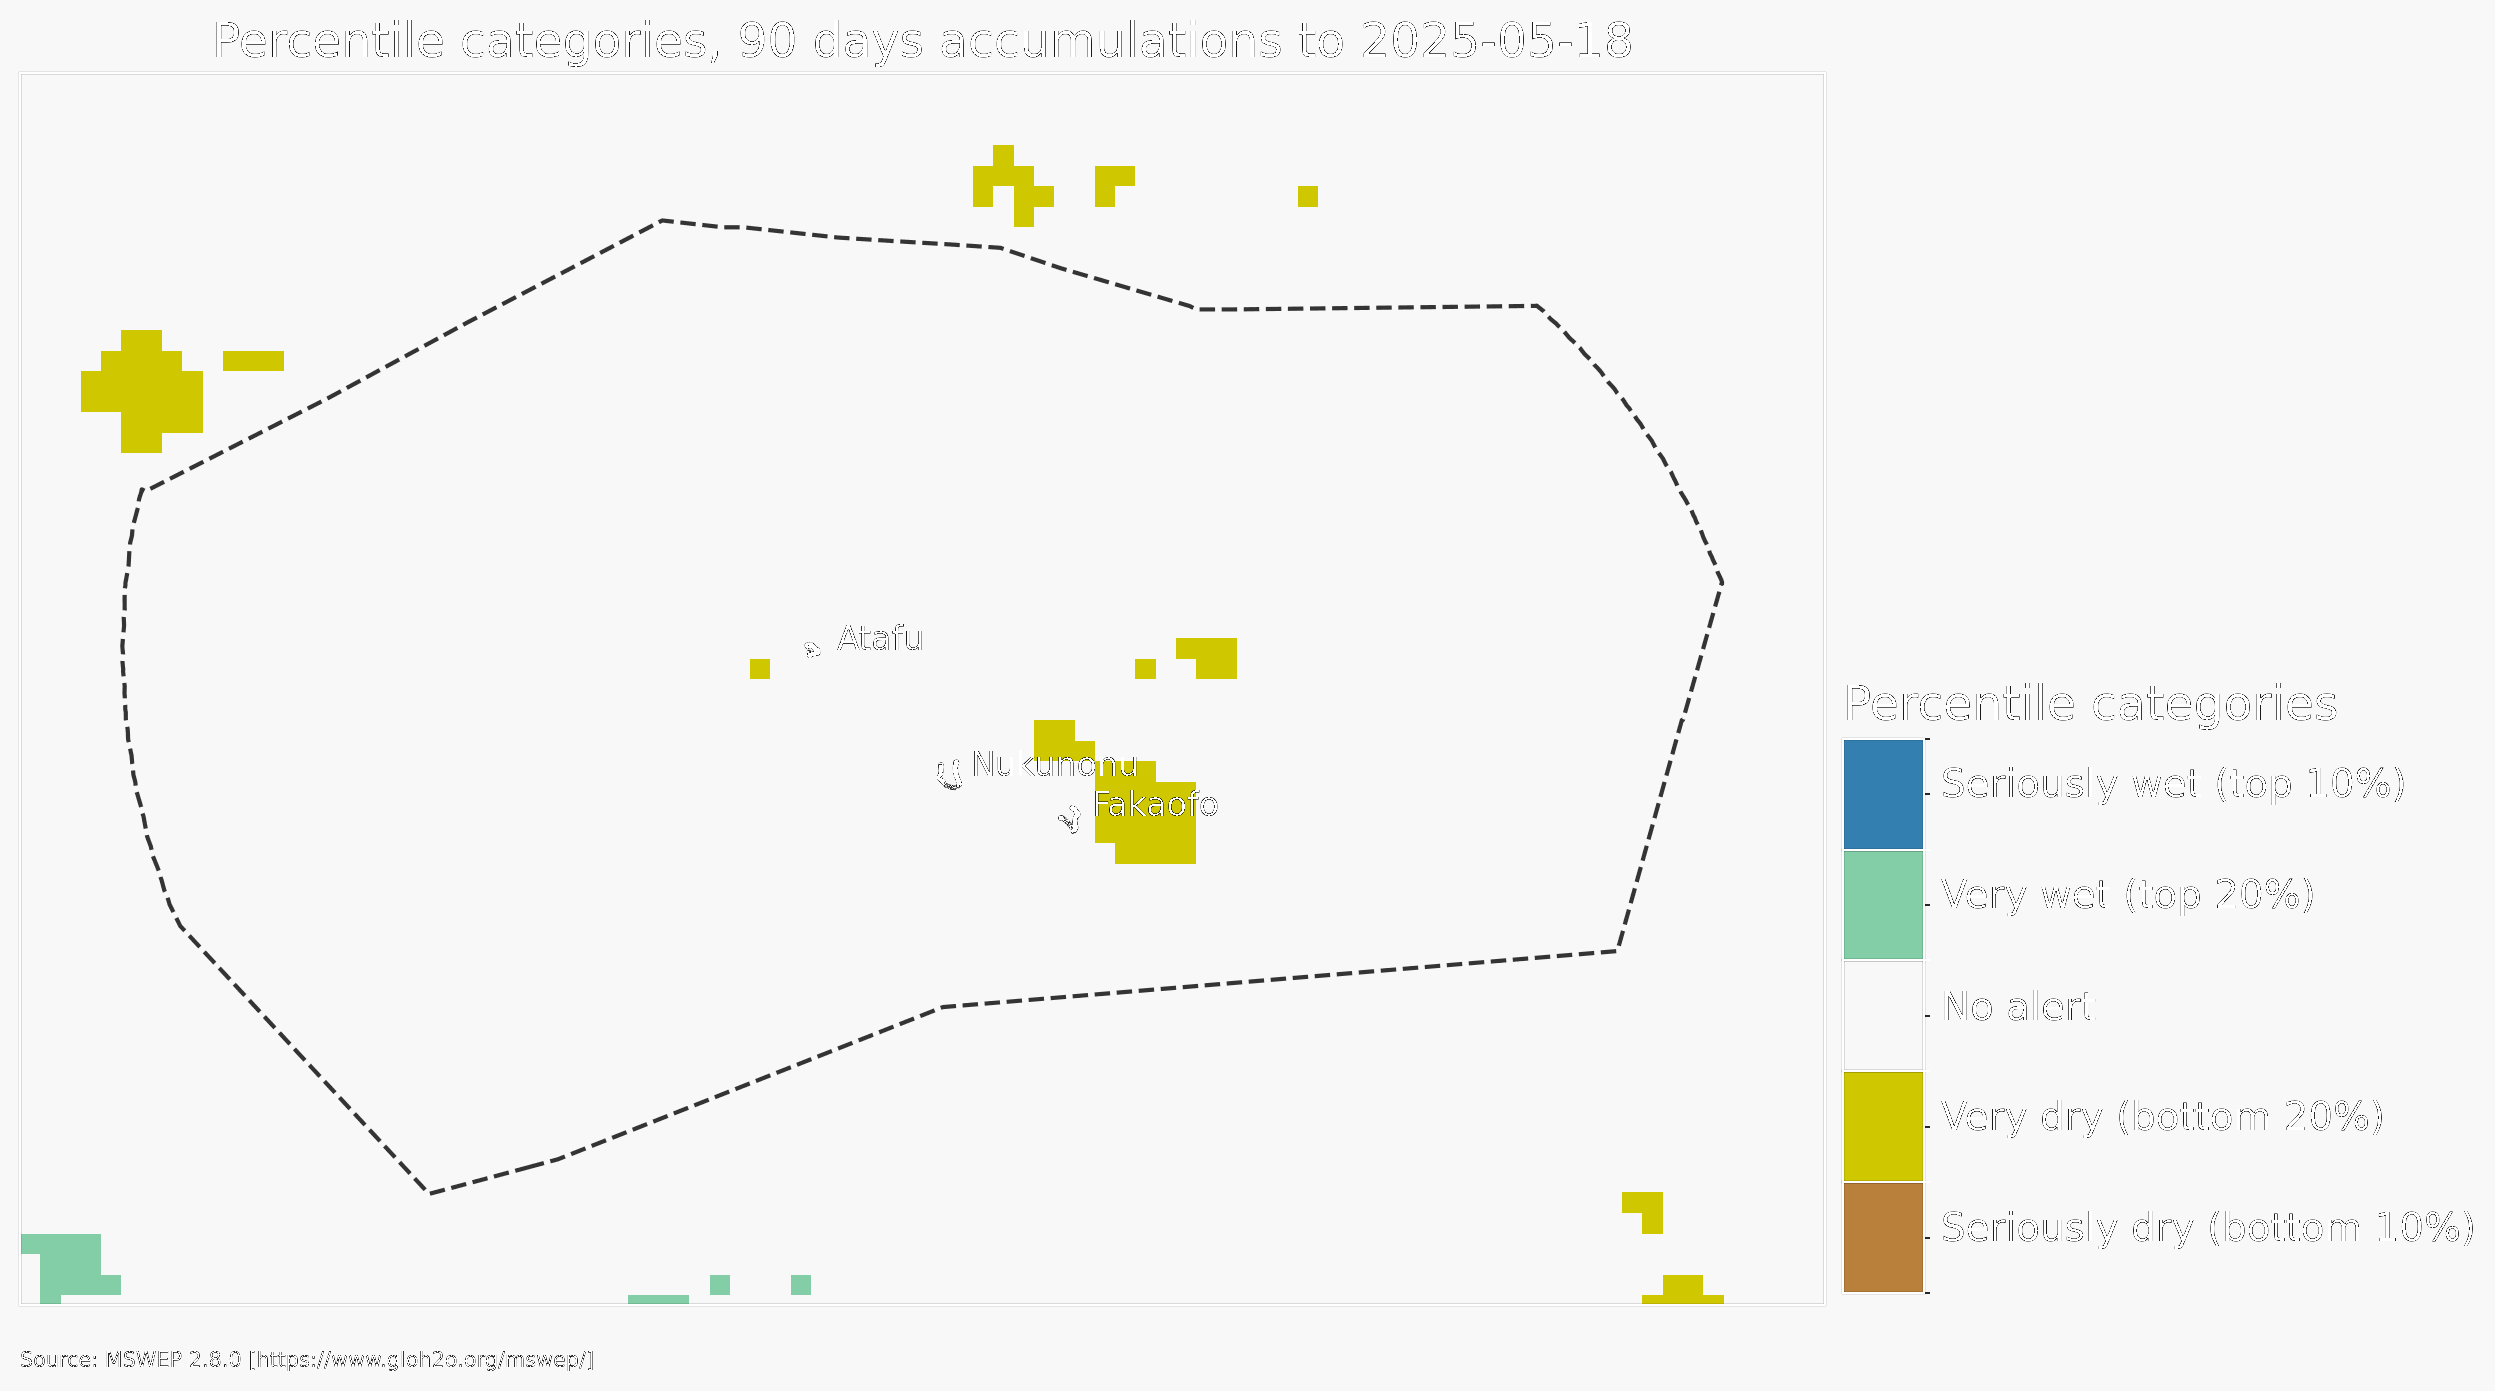 Percentile categories, 90 days accumulations to 2025-05-18
Atafu
Nukunonu
Fakaofo
Percentile categories
Seriously wet (top 10%)
Very wet (top 20%)
No alert
Very dry (bottom 20%)
Seriously dry (bottom 10%)
Source: MSWEP 2.8.0 [https://www.gloh2o.org/mswep/]